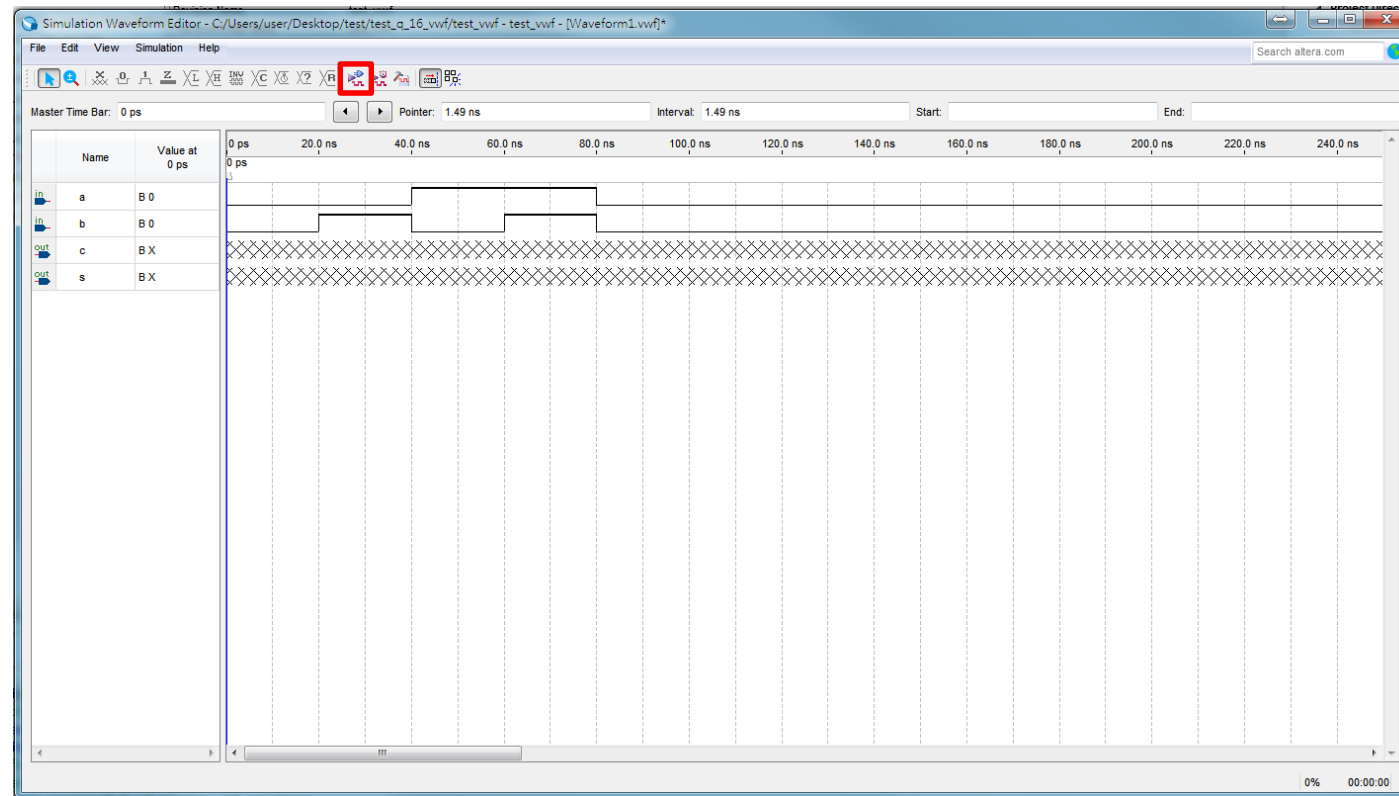 Simulation Waveform Editor - C:/Users/user/Desktop/test/test_q_16_vwf/test_vwf - test_vwf - [Waveform1.vwf]*
File Edit View Simulation Help
Search altera.com
Master Time Bar: 0 ps Pointer: 1.49 ns Interval: 1.49 ns Start: End:
Name Value at 0 ps
0 ps 20.0 ns 40.0 ns 60.0 ns 80.0 ns 100.0 ns 120.0 ns 140.0 ns 160.0 ns 180.0 ns 200.0 ns 220.0 ns 240.0 ns
0 ps
in a B 0
in b B 0
out c B X
out s B X
0% 00:00:00